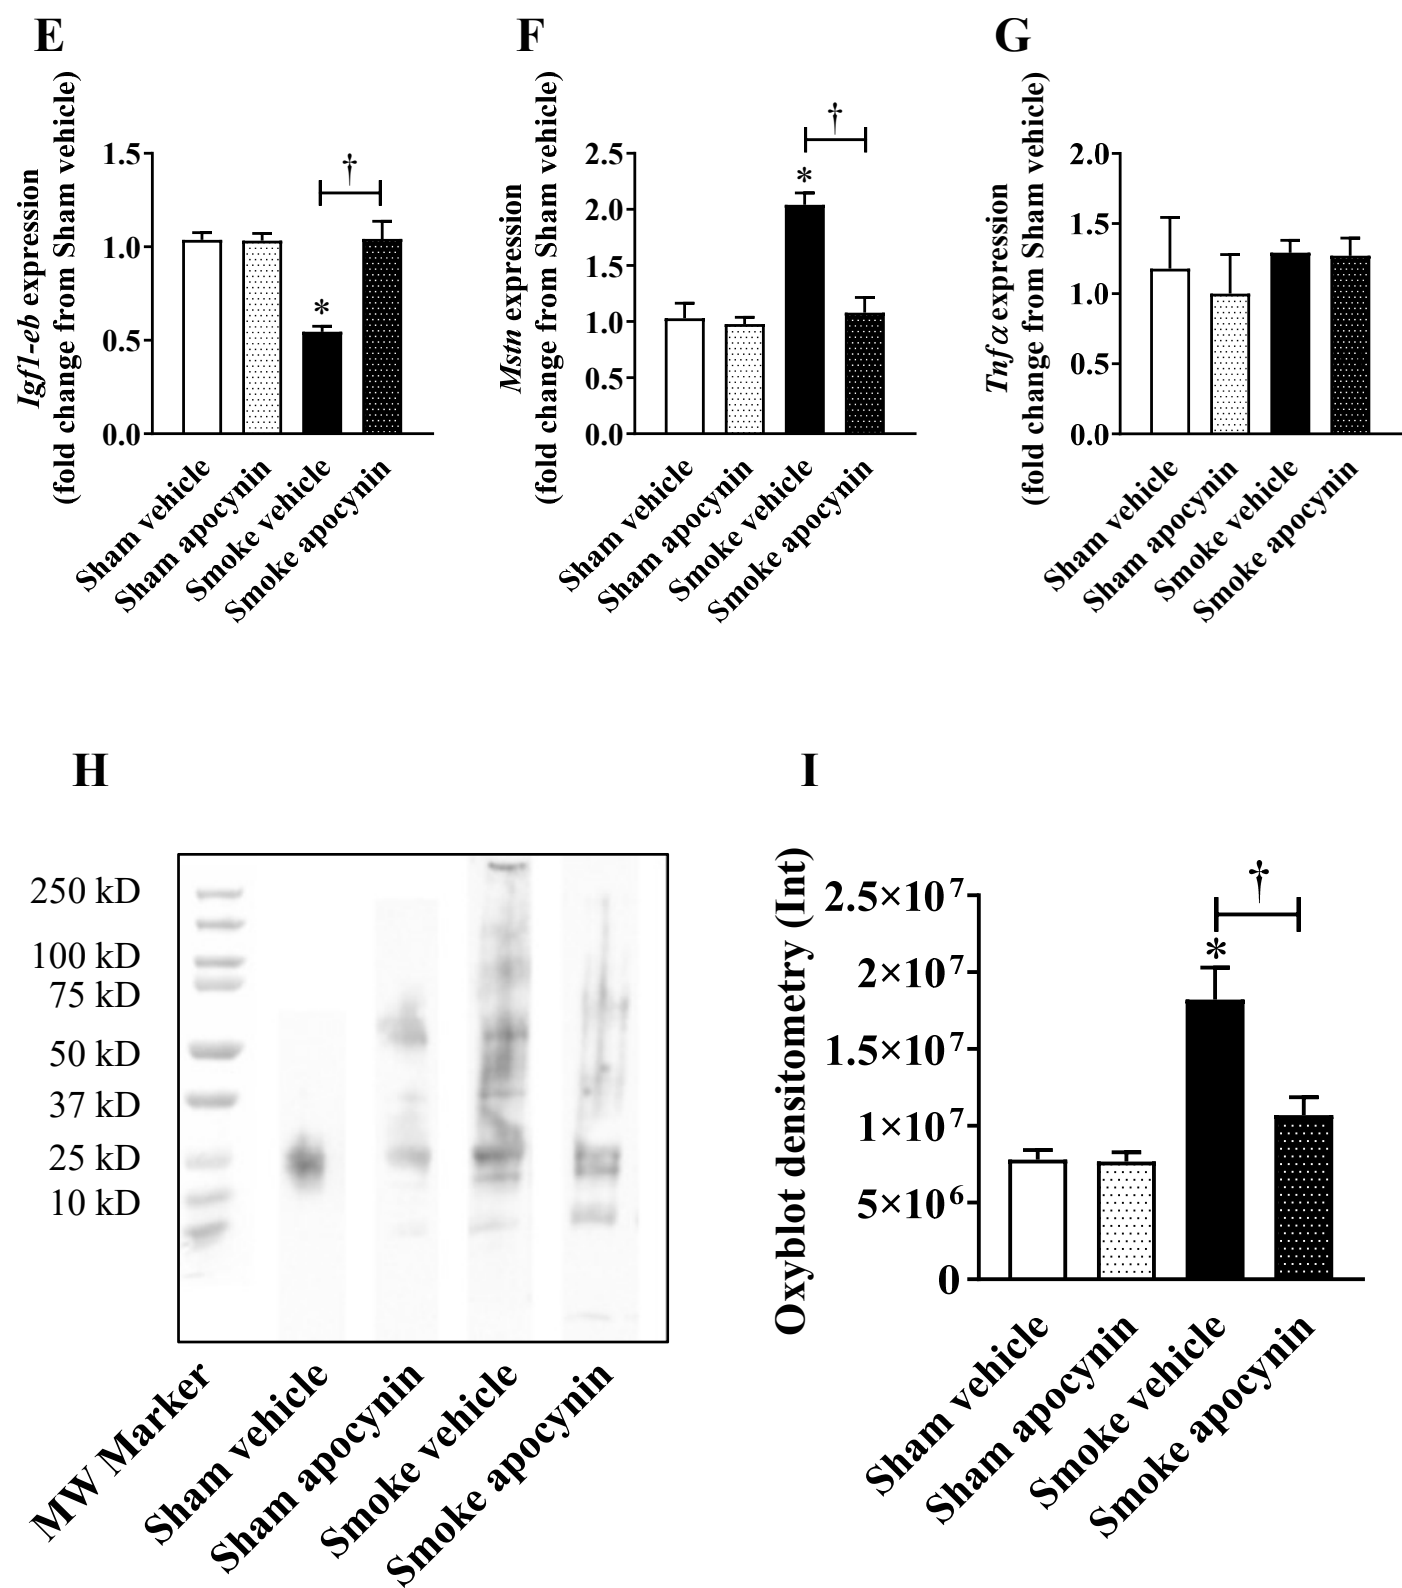 E
Igf1-eb expression
(fold change from Sham vehicle)
1.5
1.0
0.5
0.0
†
*
Sham vehicle
Sham apocynin
Smoke vehicle
Smoke apocynin
F
Mstn expression
(fold change from Sham vehicle)
2.5
2.0
1.5
1.0
0.5
0.0
†
*
Sham vehicle
Sham apocynin
Smoke vehicle
Smoke apocynin
G
Tnfα expression
(fold change from Sham vehicle)
2.0
1.5
1.0
0.5
0.0
Sham vehicle
Sham apocynin
Smoke vehicle
Smoke apocynin
H
250 kD
100 kD
75 kD
50 kD
37 kD
25 kD
10 kD
MW Marker
Sham vehicle
Sham apocynin
Smoke vehicle
Smoke apocynin
I
Oxyblot densitometry (Int)
2.5×10⁷
2×10⁷
1.5×10⁷
1×10⁷
5×10⁶
0
†
*
Sham vehicle
Sham apocynin
Smoke vehicle
Smoke apocynin